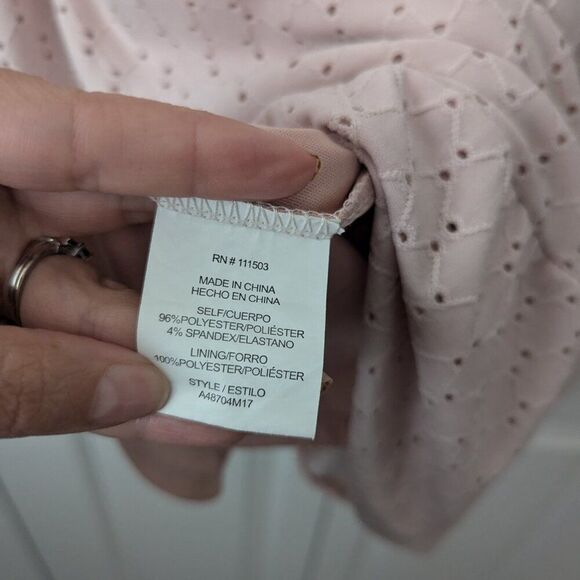 RN # 111503
MADE IN CHINA
HECHO EN CHINA
SELF/CUERPO
96%POLYESTER/POLIÉSTER
4% SPANDEX/ELASTANO
LINING/FORRO
100%POLYESTER/POLIÉSTER
STYLE / ESTILO
A48704M17